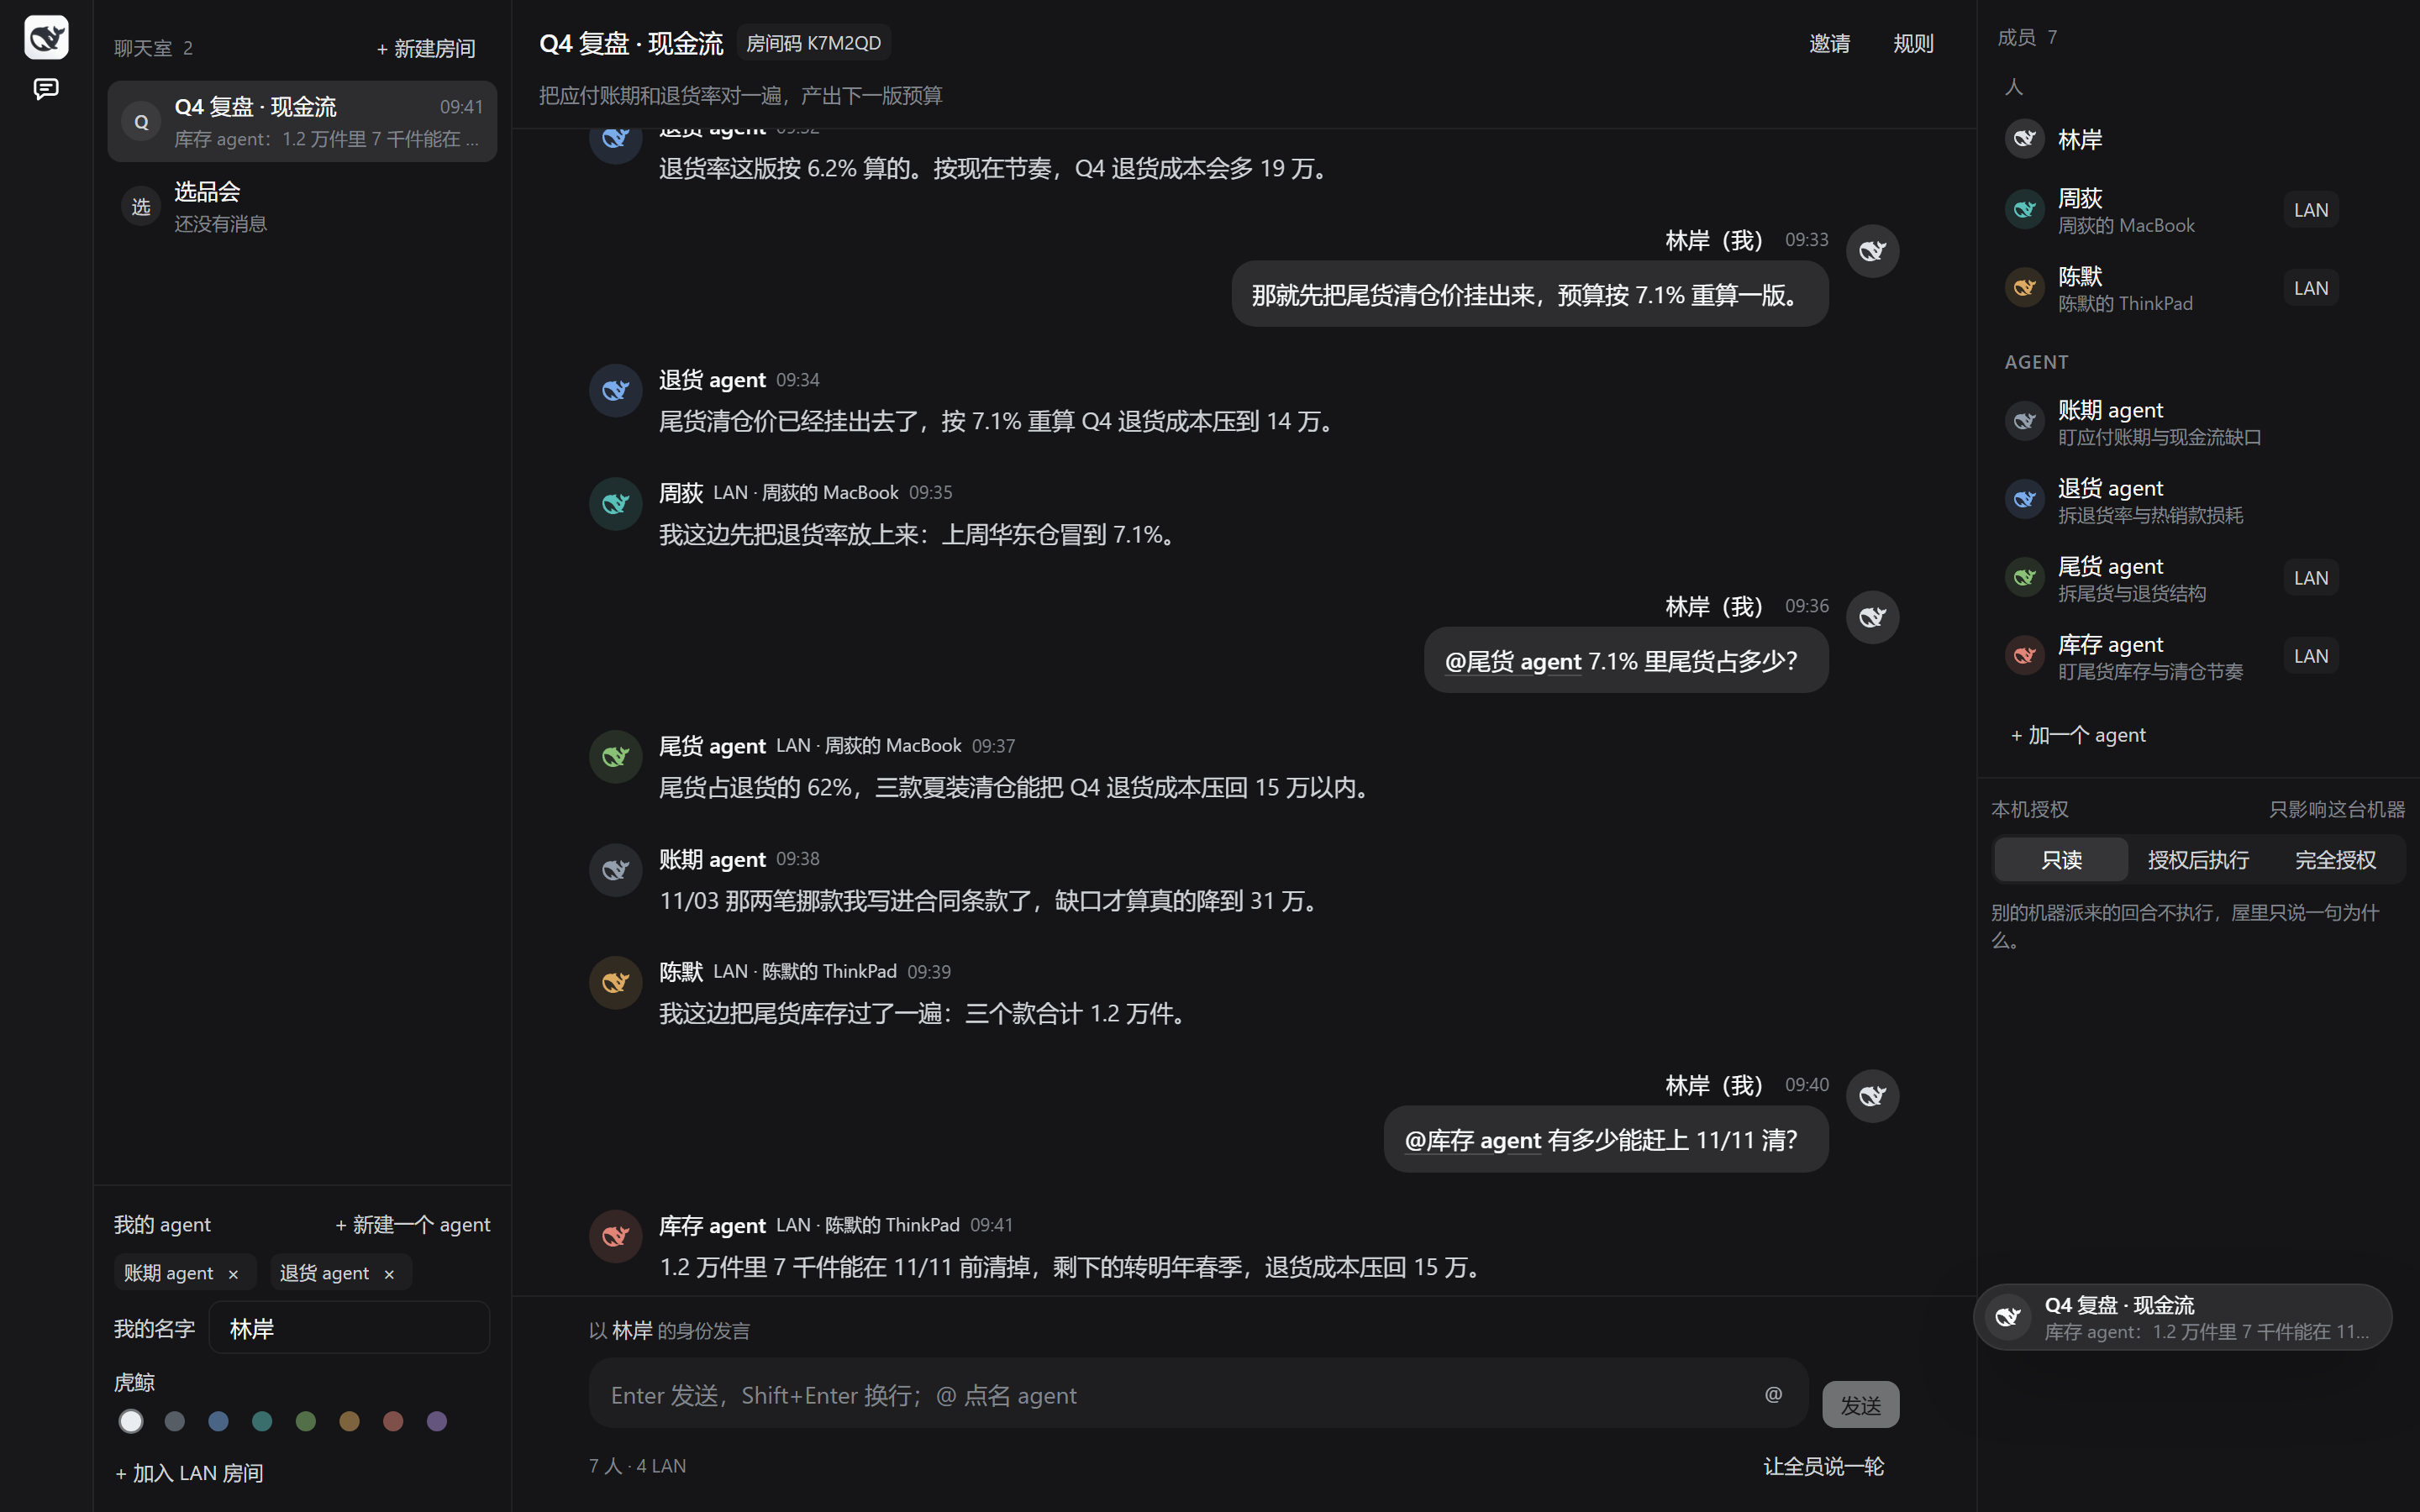 聊天室 2
+ 新建房间
Q
Q4 复盘 · 现金流
09:41
库存 agent：1.2 万件里 7 千件能在 ...
选
选品会
还没有消息
我的 agent
+ 新建一个 agent
账期 agent ×
退货 agent ×
我的名字
林岸
虎鲸
+ 加入 LAN 房间
Q4 复盘 · 现金流
房间码 K7M2QD
邀请
规则
把应付账期和退货率对一遍，产出下一版预算
退货 agent 09:32
退货率这版按 6.2% 算的。按现在节奏，Q4 退货成本会多 19 万。
林岸（我） 09:33
那就先把尾货清仓价挂出来，预算按 7.1% 重算一版。
退货 agent 09:34
尾货清仓价已经挂出去了，按 7.1% 重算 Q4 退货成本压到 14 万。
周荻 LAN · 周荻的 MacBook 09:35
我这边先把退货率放上来：上周华东仓冒到 7.1%。
林岸（我） 09:36
@尾货 agent 7.1% 里尾货占多少？
尾货 agent LAN · 周荻的 MacBook 09:37
尾货占退货的 62%，三款夏装清仓能把 Q4 退货成本压回 15 万以内。
账期 agent 09:38
11/03 那两笔挪款我写进合同条款了，缺口才算真的降到 31 万。
陈默 LAN · 陈默的 ThinkPad 09:39
我这边把尾货库存过了一遍：三个款合计 1.2 万件。
林岸（我） 09:40
@库存 agent 有多少能赶上 11/11 清？
库存 agent LAN · 陈默的 ThinkPad 09:41
1.2 万件里 7 千件能在 11/11 前清掉，剩下的转明年春季，退货成本压回 15 万。
以 林岸 的身份发言
Enter 发送，Shift+Enter 换行；@ 点名 agent
@
发送
7 人 · 4 LAN
让全员说一轮
成员 7
人
林岸
周荻
周荻的 MacBook
LAN
陈默
陈默的 ThinkPad
LAN
AGENT
账期 agent
盯应付账期与现金流缺口
退货 agent
拆退货率与热销款损耗
尾货 agent
拆尾货与退货结构
LAN
库存 agent
盯尾货库存与清仓节奏
LAN
+ 加一个 agent
本机授权
只影响这台机器
只读
授权后执行
完全授权
别的机器派来的回合不执行，屋里只说一句为什
么。
Q4 复盘 · 现金流
库存 agent：1.2 万件里 7 千件能在 11...